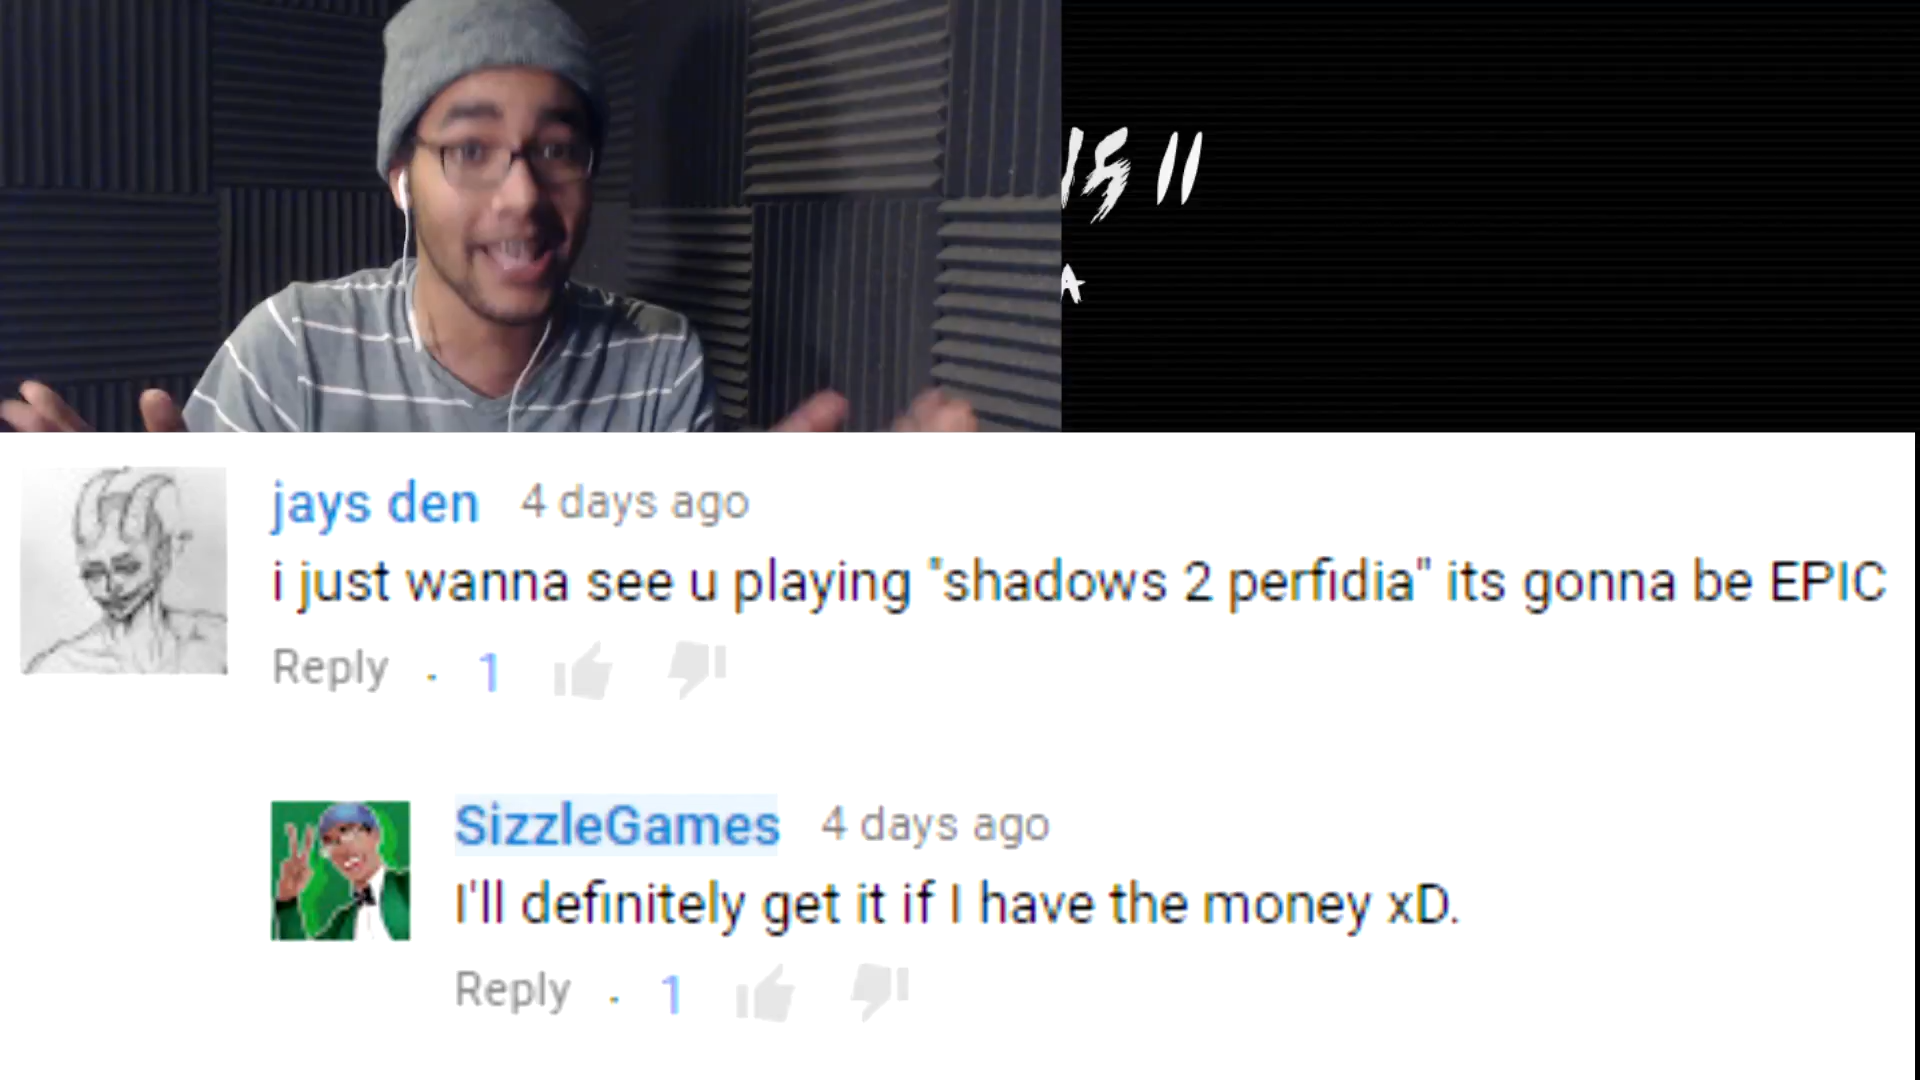 II
A
jays den 4 days ago
i just wanna see u playing "shadows 2 perfidia" its gonna be EPIC
Reply · 1
SizzleGames 4 days ago
I'll definitely get it if I have the money xD.
Reply · 1